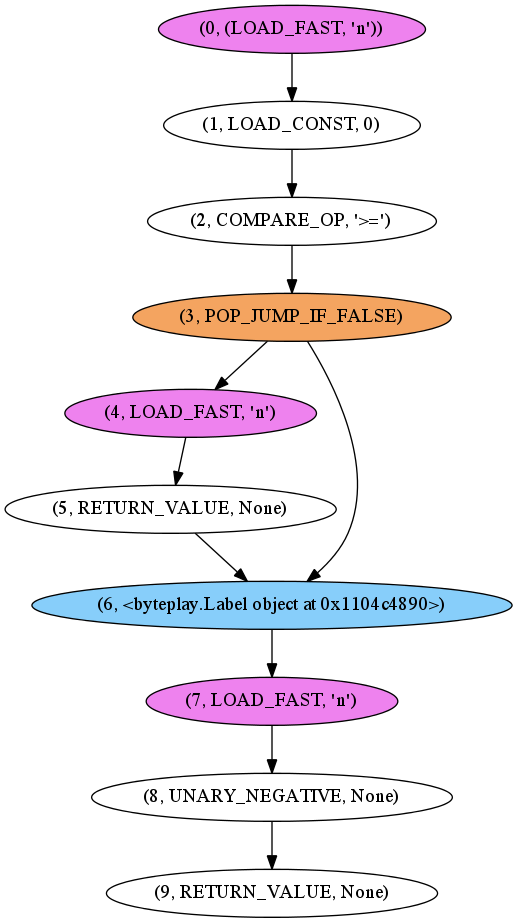 (0, (LOAD_FAST, 'n'))
(1, LOAD_CONST, 0)
(2, COMPARE_OP, '>=')
(3, POP_JUMP_IF_FALSE)
(4, LOAD_FAST, 'n')
(5, RETURN_VALUE, None)
(6, <byteplay.Label object at 0x1104c4890>)
(7, LOAD_FAST, 'n')
(8, UNARY_NEGATIVE, None)
(9, RETURN_VALUE, None)